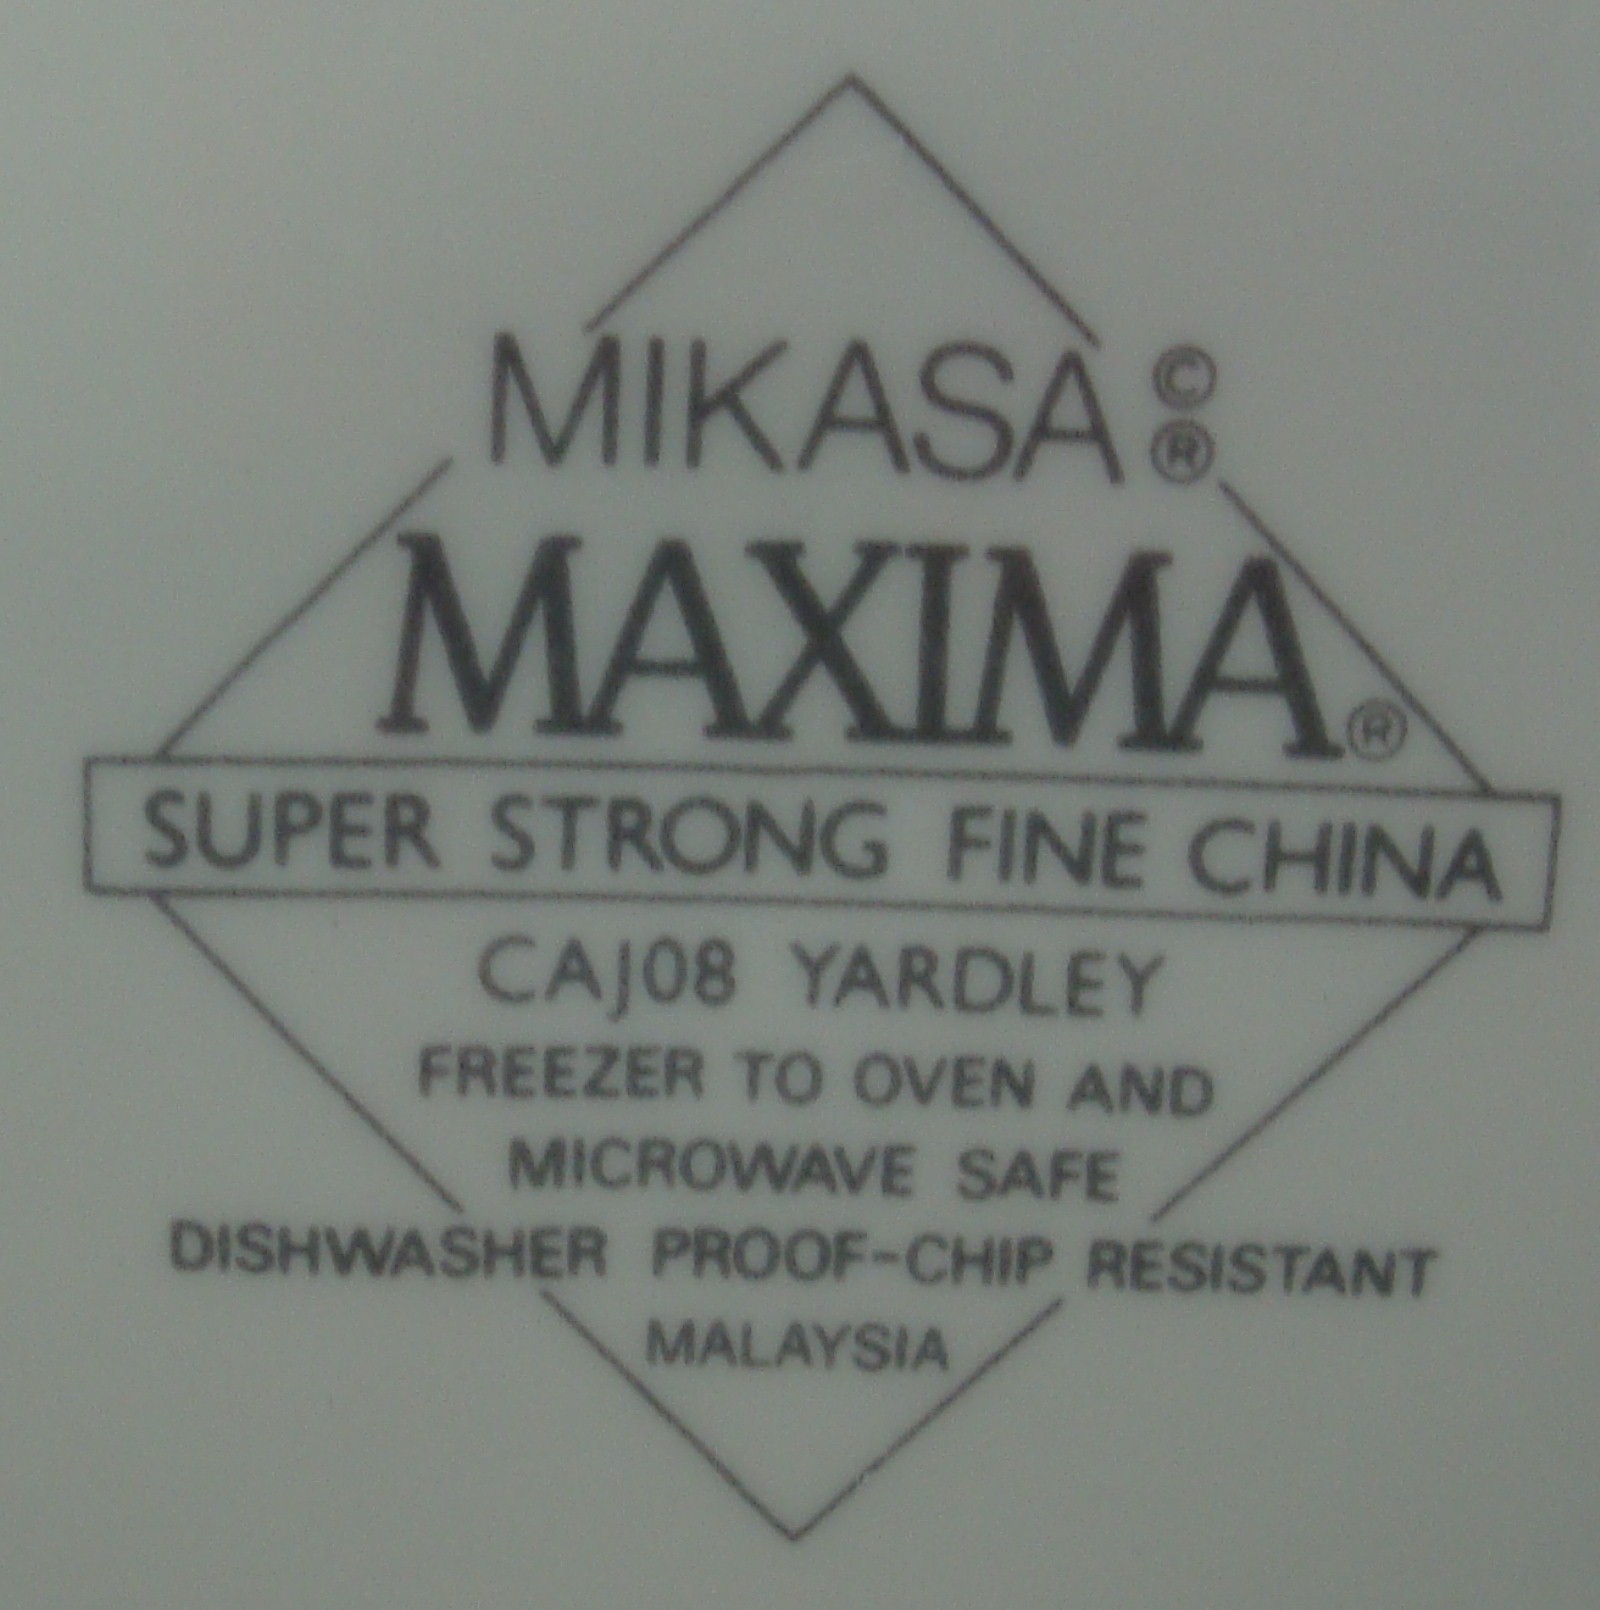 MIKASA ©
®
MAXIMA®
SUPER STRONG FINE CHINA
CAJ08 YARDLEY
FREEZER TO OVEN AND
MICROWAVE SAFE
DISHWASHER PROOF-CHIP RESISTANT
MALAYSIA